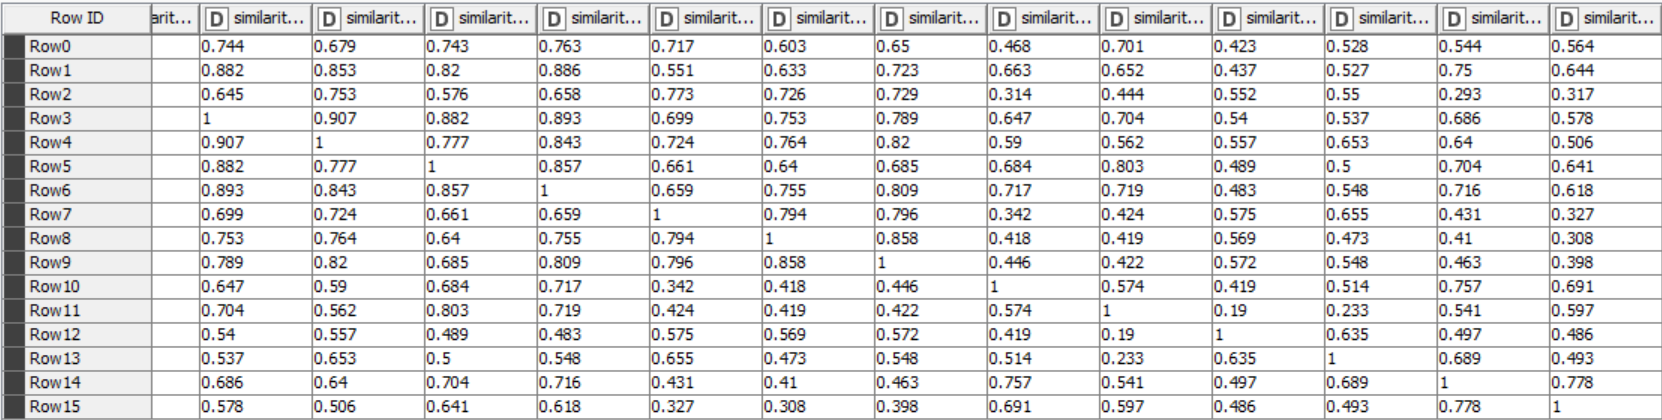 Row ID arit... D similarit... D similarit... D similarit... D similarit... D similarit... D similarit... D similarit... D similarit... D similarit... D similarit... D similarit... D similarit... D similarit...
Row0 0.744 0.679 0.743 0.763 0.717 0.603 0.65 0.468 0.701 0.423 0.528 0.544 0.564
Row1 0.882 0.853 0.82 0.886 0.551 0.633 0.723 0.663 0.652 0.437 0.527 0.75 0.644
Row2 0.645 0.753 0.576 0.658 0.773 0.726 0.729 0.314 0.444 0.552 0.55 0.293 0.317
Row3 1 0.907 0.882 0.893 0.699 0.753 0.789 0.647 0.704 0.54 0.537 0.686 0.578
Row4 0.907 1 0.777 0.843 0.724 0.764 0.82 0.59 0.562 0.557 0.653 0.64 0.506
Row5 0.882 0.777 1 0.857 0.661 0.64 0.685 0.684 0.803 0.489 0.5 0.704 0.641
Row6 0.893 0.843 0.857 1 0.659 0.755 0.809 0.717 0.719 0.483 0.548 0.716 0.618
Row7 0.699 0.724 0.661 0.659 1 0.794 0.796 0.342 0.424 0.575 0.655 0.431 0.327
Row8 0.753 0.764 0.64 0.755 0.794 1 0.858 0.418 0.419 0.569 0.473 0.41 0.308
Row9 0.789 0.82 0.685 0.809 0.796 0.858 1 0.446 0.422 0.572 0.548 0.463 0.398
Row10 0.647 0.59 0.684 0.717 0.342 0.418 0.446 1 0.574 0.419 0.514 0.757 0.691
Row11 0.704 0.562 0.803 0.719 0.424 0.419 0.422 0.574 1 0.19 0.233 0.541 0.597
Row12 0.54 0.557 0.489 0.483 0.575 0.569 0.572 0.419 0.19 1 0.635 0.497 0.486
Row13 0.537 0.653 0.5 0.548 0.655 0.473 0.548 0.514 0.233 0.635 1 0.689 0.493
Row14 0.686 0.64 0.704 0.716 0.431 0.41 0.463 0.757 0.541 0.497 0.689 1 0.778
Row15 0.578 0.506 0.641 0.618 0.327 0.308 0.398 0.691 0.597 0.486 0.493 0.778 1